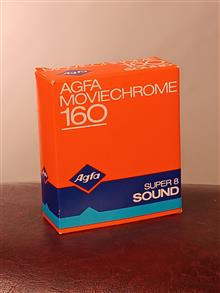 AGFA
MOVIECHROME
160
Agfa
SUPER 8
SOUND